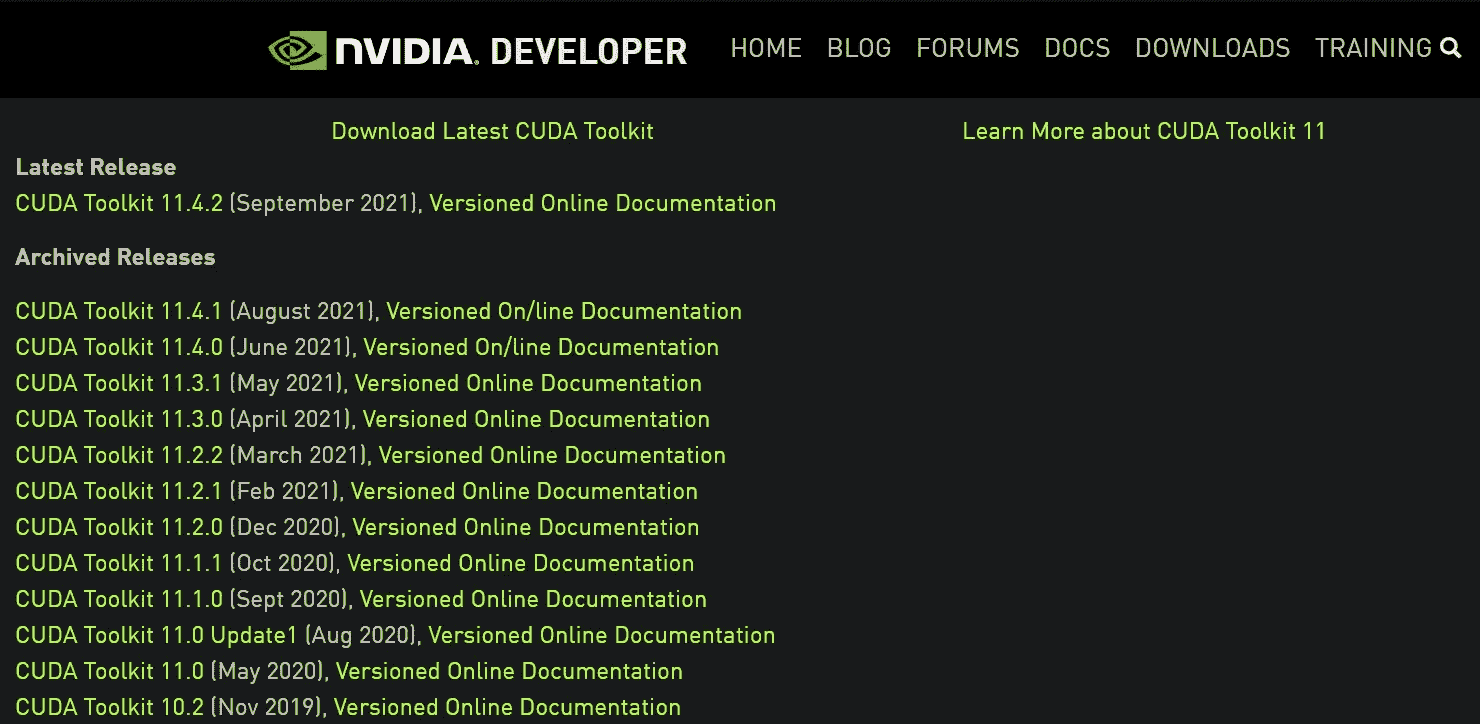 NVIDIA. DEVELOPER HOME BLOG FORUMS DOCS DOWNLOADS TRAINING
Download Latest CUDA Toolkit Learn More about CUDA Toolkit 11
Latest Release
CUDA Toolkit 11.4.2 (September 2021), Versioned Online Documentation
Archived Releases
CUDA Toolkit 11.4.1 (August 2021), Versioned On/line Documentation
CUDA Toolkit 11.4.0 (June 2021), Versioned On/line Documentation
CUDA Toolkit 11.3.1 (May 2021), Versioned Online Documentation
CUDA Toolkit 11.3.0 (April 2021), Versioned Online Documentation
CUDA Toolkit 11.2.2 (March 2021), Versioned Online Documentation
CUDA Toolkit 11.2.1 (Feb 2021), Versioned Online Documentation
CUDA Toolkit 11.2.0 (Dec 2020), Versioned Online Documentation
CUDA Toolkit 11.1.1 (Oct 2020), Versioned Online Documentation
CUDA Toolkit 11.1.0 (Sept 2020), Versioned Online Documentation
CUDA Toolkit 11.0 Update1 (Aug 2020), Versioned Online Documentation
CUDA Toolkit 11.0 (May 2020), Versioned Online Documentation
CUDA Toolkit 10.2 (Nov 2019), Versioned Online Documentation